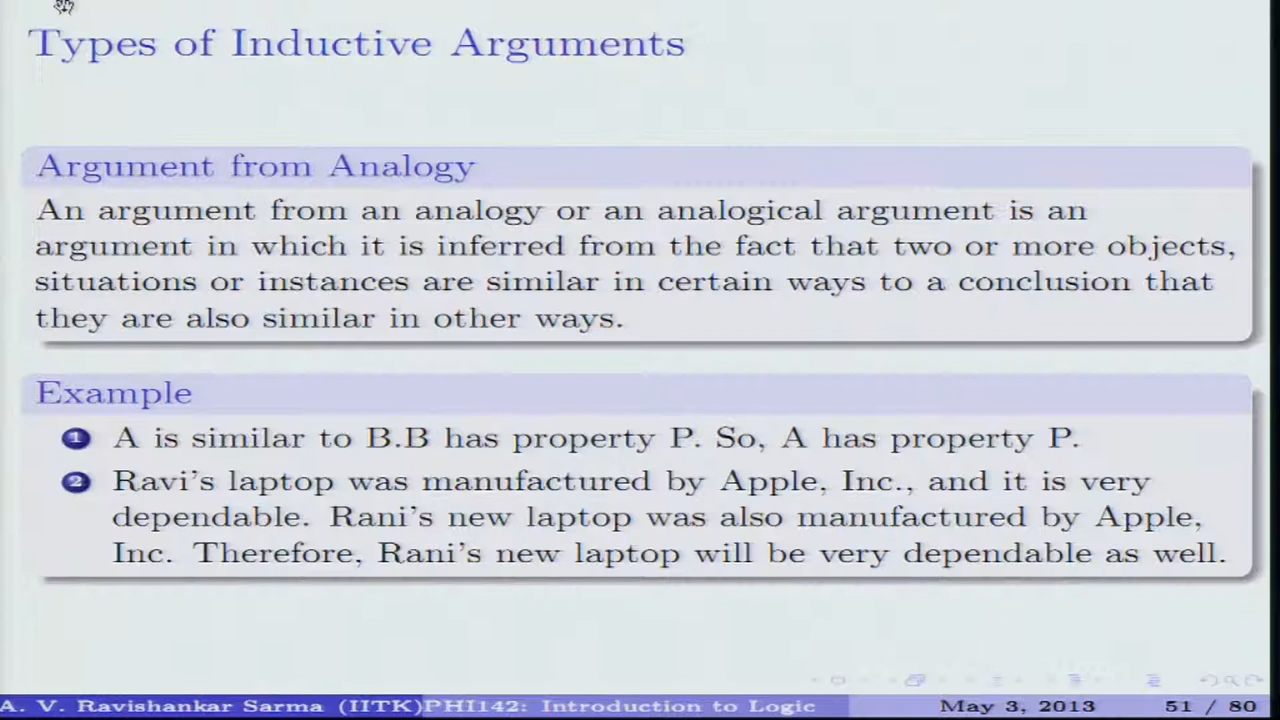 Types of Inductive Arguments
Argument from Analogy
An argument from an analogy or an analogical argument is an
argument in which it is inferred from the fact that two or more objects,
situations or instances are similar in certain ways to a conclusion that
they are also similar in other ways.
Example
1 A is similar to B.B has property P. So, A has property P.
2 Ravi's laptop was manufactured by Apple, Inc., and it is very
dependable. Rani's new laptop was also manufactured by Apple,
Inc. Therefore, Rani's new laptop will be very dependable as well.
A. V. Ravishankar Sarma (IITK) PHI142: Introduction to Logic May 3, 2013 51 / 80